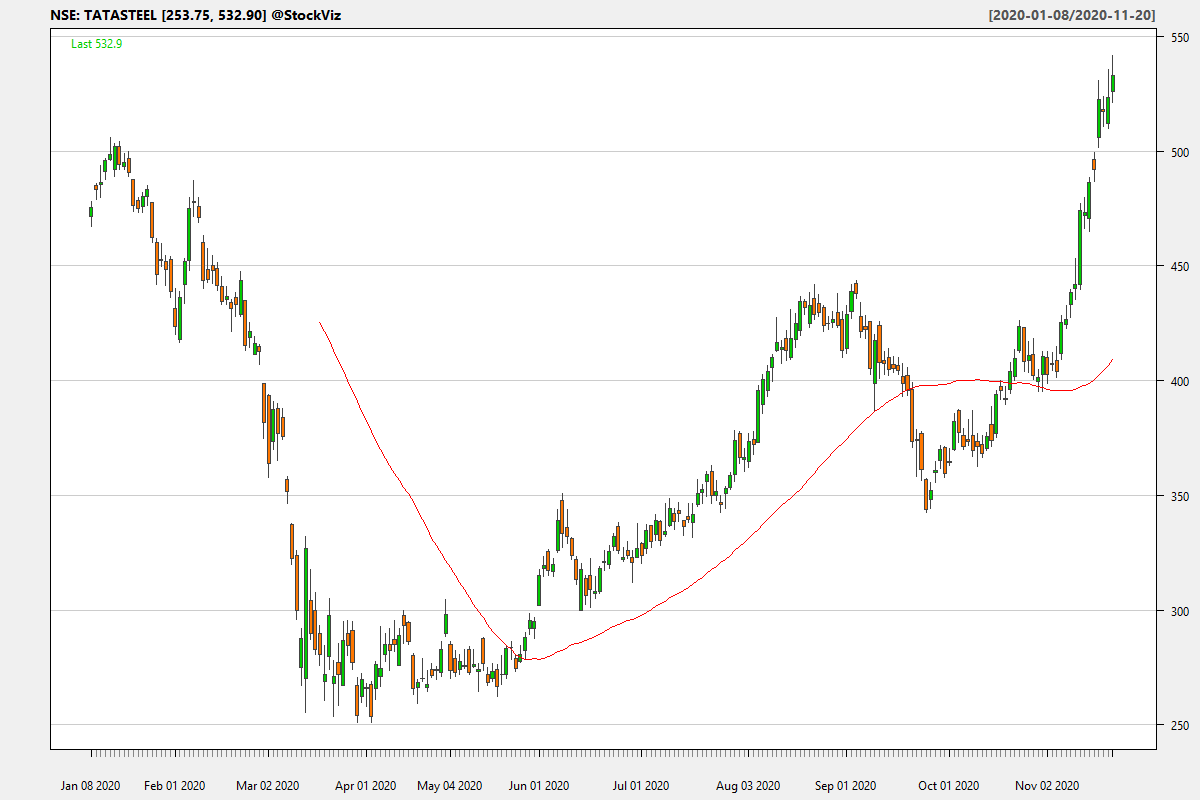 NSE: TATASTEEL [253.75, 532.90] @StockViz
[2020-01-08/2020-11-20]
Last 532.9
550
500
450
400
350
300
250
Jan 08 2020 Feb 01 2020 Mar 02 2020 Apr 01 2020 May 04 2020 Jun 01 2020 Jul 01 2020 Aug 03 2020 Sep 01 2020 Oct 01 2020 Nov 02 2020